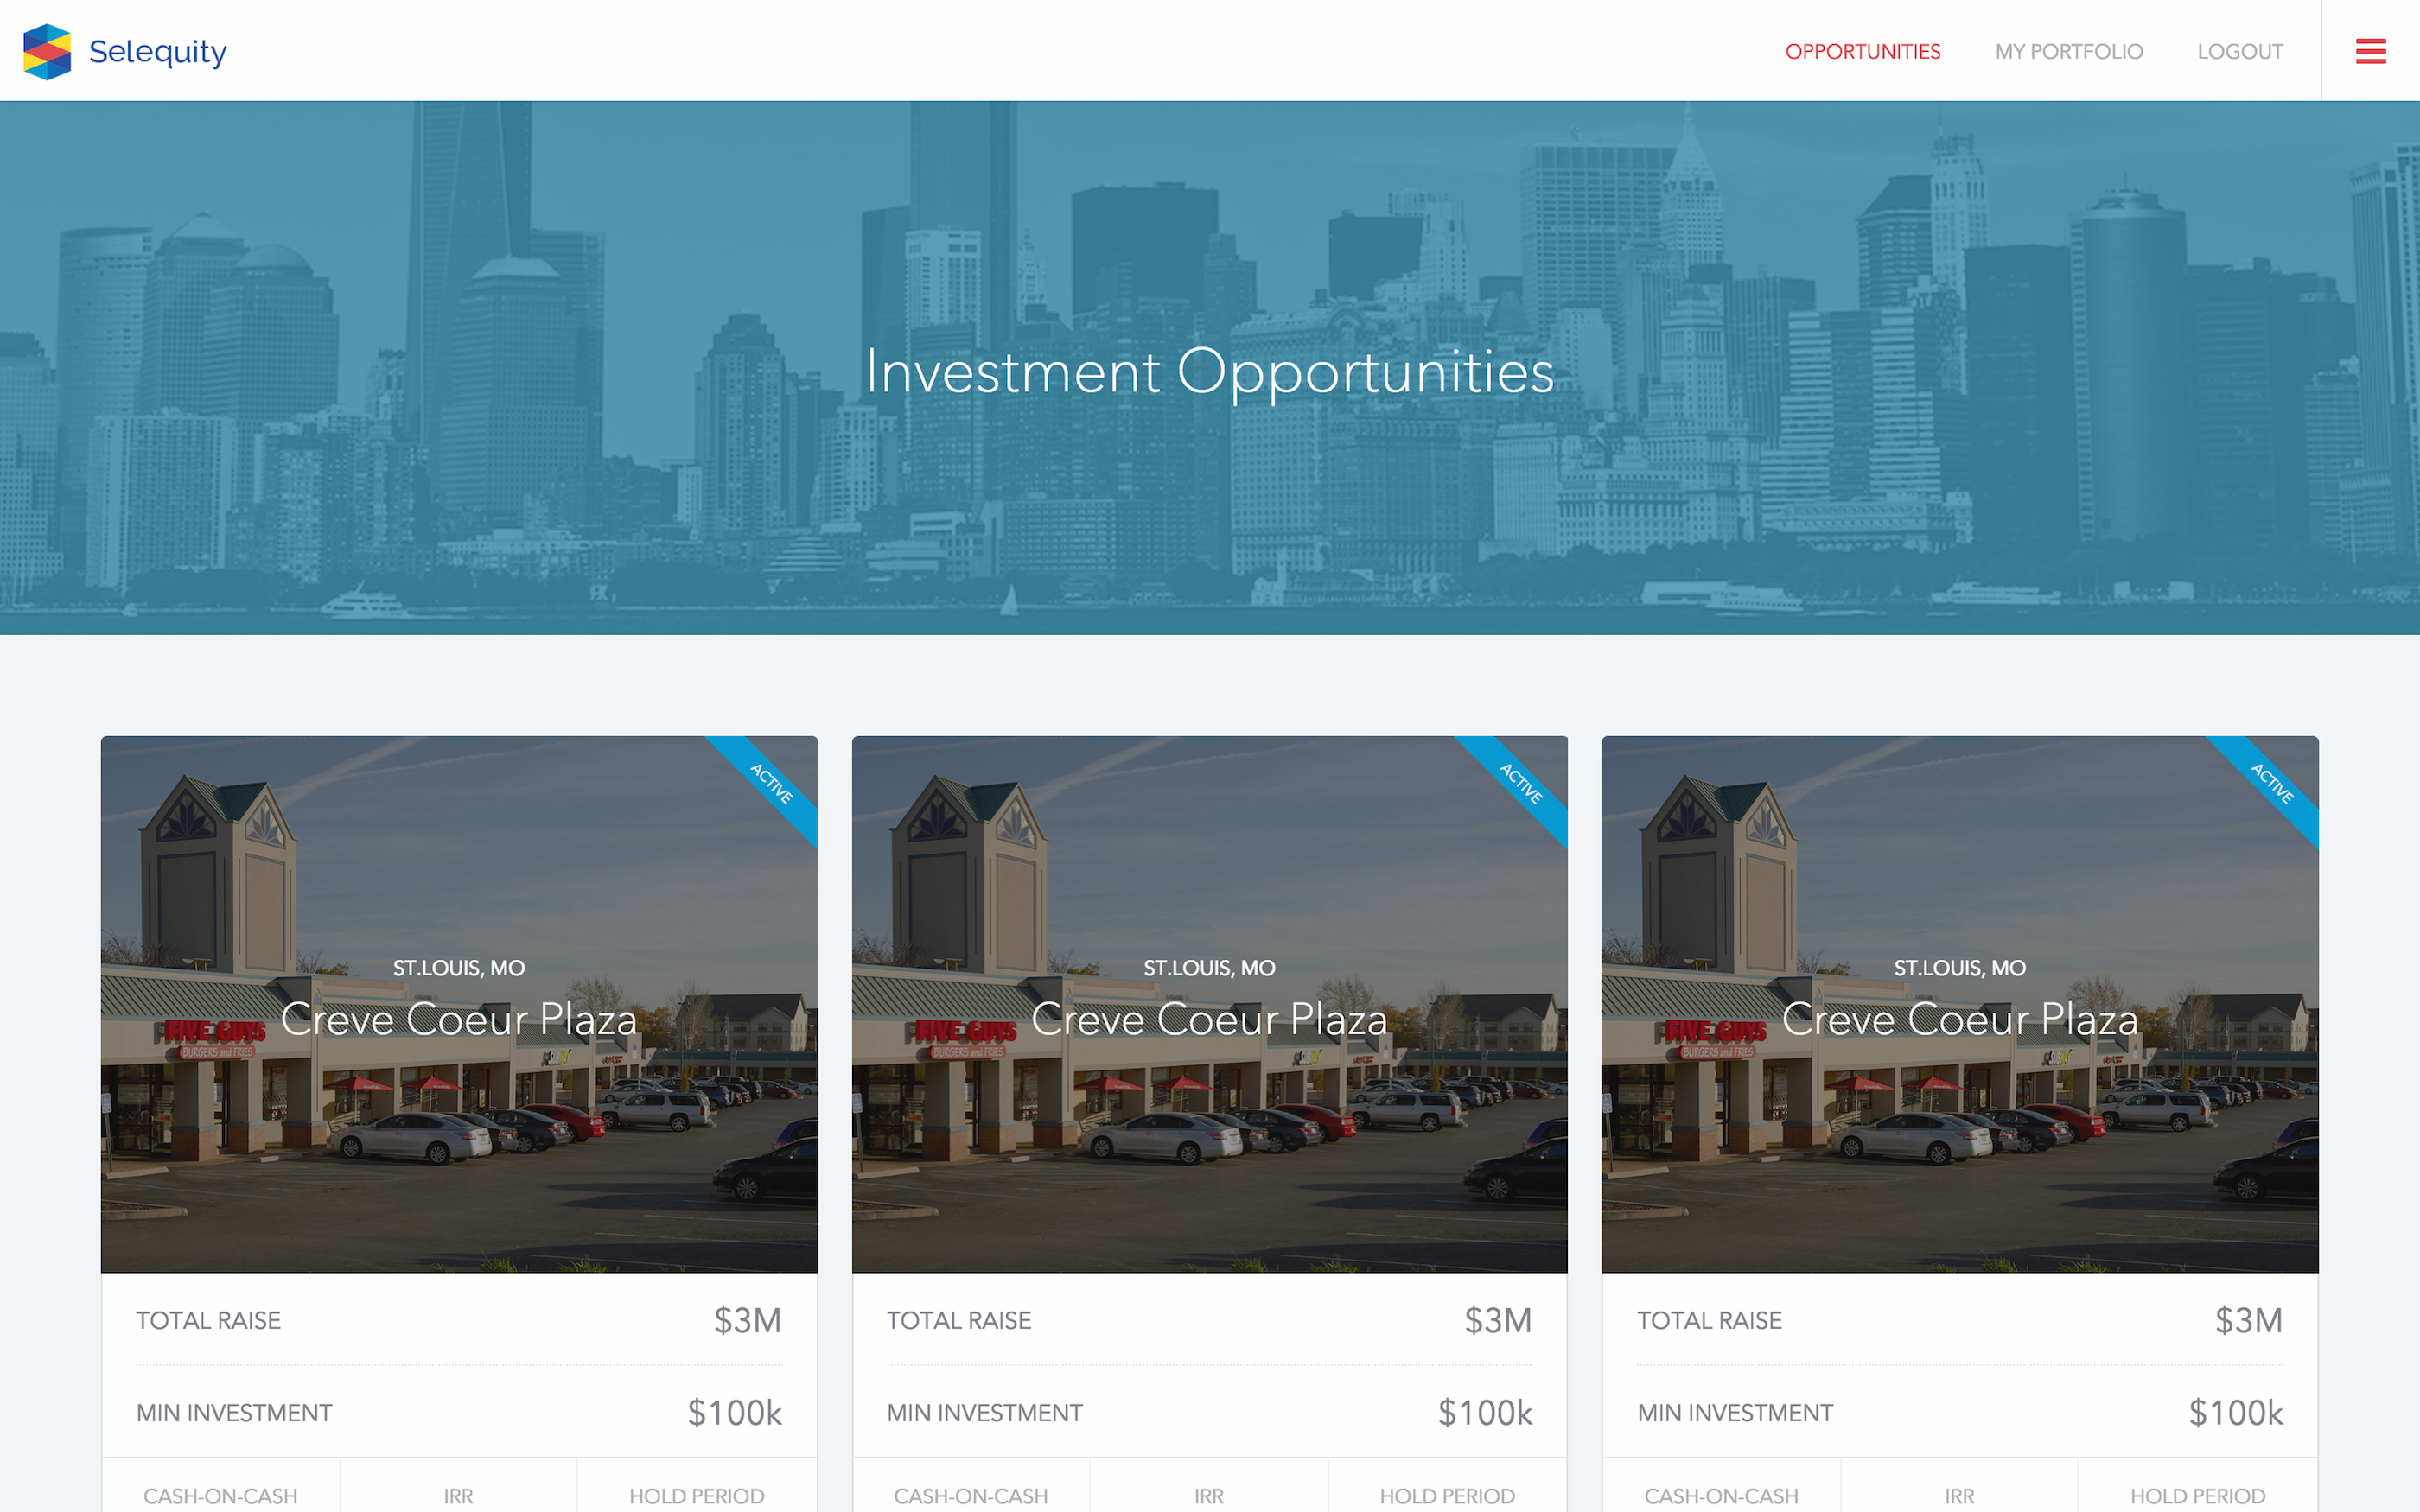 Selequity
OPPORTUNITIES
MY PORTFOLIO
LOGOUT
Investment Opportunities
ACTIVE
ST.LOUIS, MO
Creve Coeur Plaza
FIVE GUYS
BURGERS and FRIES
SUBWAY
TOTAL RAISE $3M
MIN INVESTMENT $100k
CASH-ON-CASH IRR HOLD PERIOD
ACTIVE
ST.LOUIS, MO
Creve Coeur Plaza
FIVE GUYS
BURGERS and FRIES
SUBWAY
TOTAL RAISE $3M
MIN INVESTMENT $100k
CASH-ON-CASH IRR HOLD PERIOD
ACTIVE
ST.LOUIS, MO
Creve Coeur Plaza
FIVE GUYS
BURGERS and FRIES
SUBWAY
TOTAL RAISE $3M
MIN INVESTMENT $100k
CASH-ON-CASH IRR HOLD PERIOD